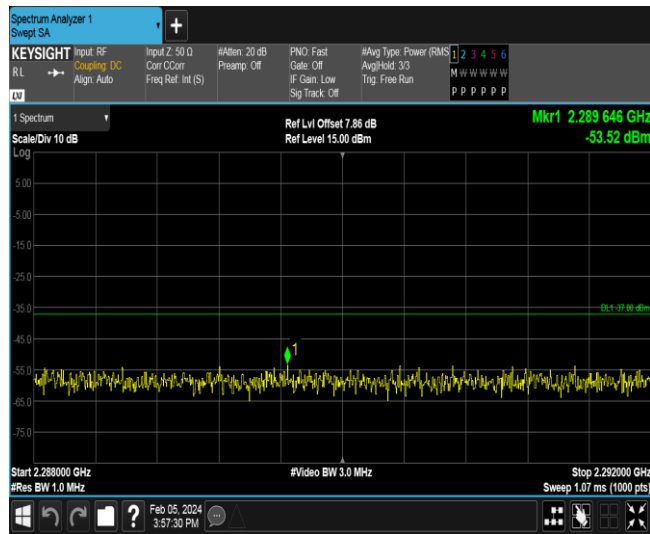 Spectrum Analyzer 1
Swept SA
+
KEYSIGHT
RL
LXI
Input: RF
Coupling: DC
Align: Auto
Input Z: 50 Ω
Corr CCorr
Freq Ref: Int (S)
#Atten: 20 dB
Preamp: Off
PNO: Fast
Gate: Off
IF Gain: Low
Sig Track: Off
#Avg Type: Power (RMS
Avg|Hold: 3/3
Trig: Free Run
1 2 3 4 5 6
M W W W W W
P P P P P P
1 Spectrum
Scale/Div 10 dB
Log
Ref Lvl Offset 7.86 dB
Ref Level 15.00 dBm
Mkr1 2.289 646 GHz
-53.52 dBm
5.00
-5.00
-15.0
-25.0
-35.0
DL1 -37.00 dBm
-45.0
1
-55.0
-65.0
-75.0
Start 2.288000 GHz
#Res BW 1.0 MHz
#Video BW 3.0 MHz
Stop 2.292000 GHz
Sweep 1.07 ms (1000 pts)
?
Feb 05, 2024
3:57:30 PM